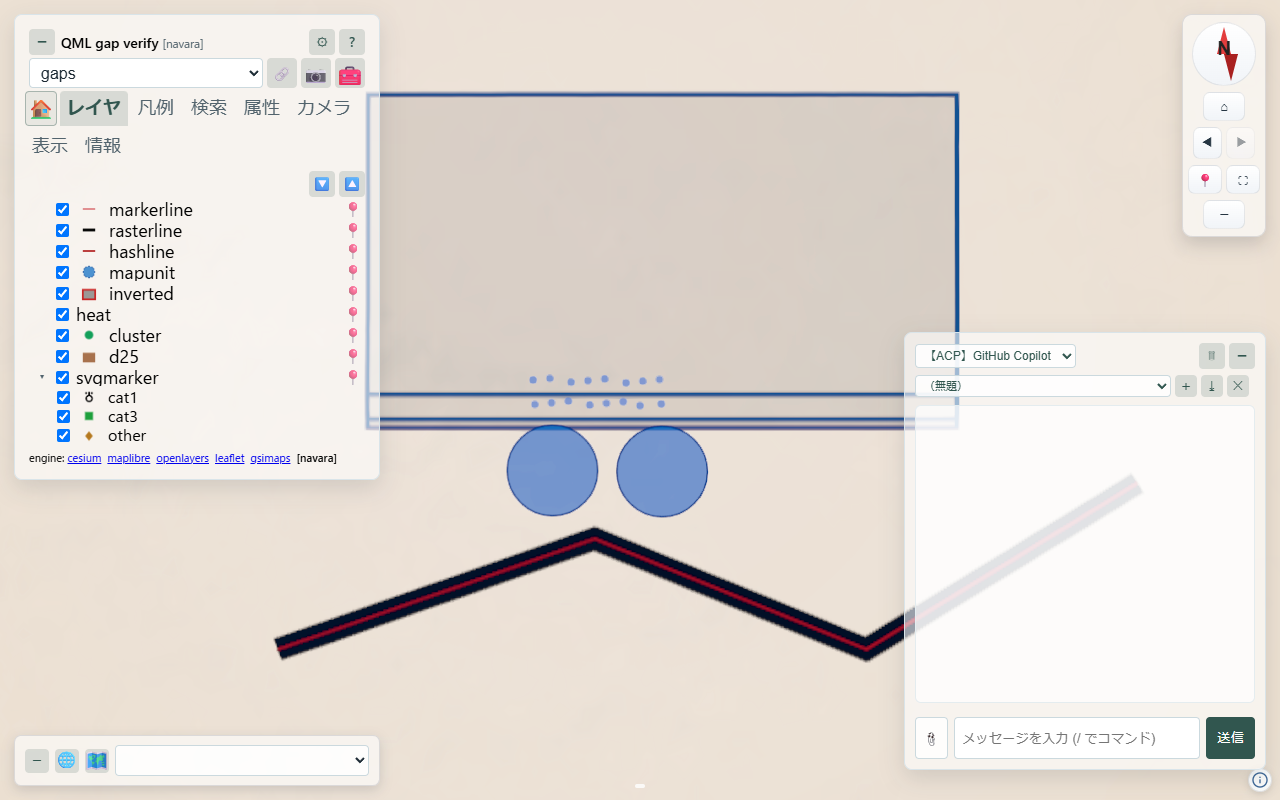 QML gap verify [navara]
?
gaps
レイヤ 凡例 検索 属性 カメラ
表示 情報
markerline
rasterline
hashline
mapunit
inverted
heat
cluster
d25
svgmarker
cat1
cat3
other
engine: cesium maplibre openlayers leaflet gsimaps [navara]
N
【ACP】GitHub Copilot
（無題）
メッセージを入力 (/ でコマンド)
送信